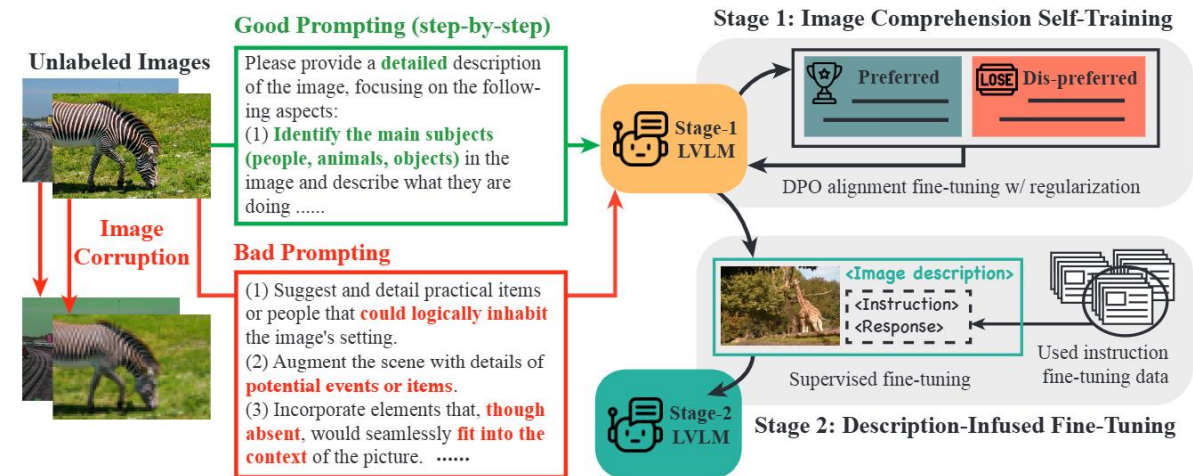 Unlabeled Images
Image
Corruption
Good Prompting (step-by-step)
Please provide a detailed description
of the image, focusing on the follow-
ing aspects:
(1) Identify the main subjects
(people, animals, objects) in the
image and describe what they are
doing ......
Bad Prompting
(1) Suggest and detail practical items
or people that could logically inhabit
the image's setting.
(2) Augment the scene with details of
potential events or items.
(3) Incorporate elements that, though
absent, would seamlessly fit into the
context of the picture. ......
Stage-1
LVLM
Stage 1: Image Comprehension Self-Training
Preferred
LOSE
Dis-preferred
DPO alignment fine-tuning w/ regularization
<Image description>
<Instruction>
<Response>
Supervised fine-tuning
Used instruction
fine-tuning data
Stage-2
LVLM
Stage 2: Description-Infused Fine-Tuning